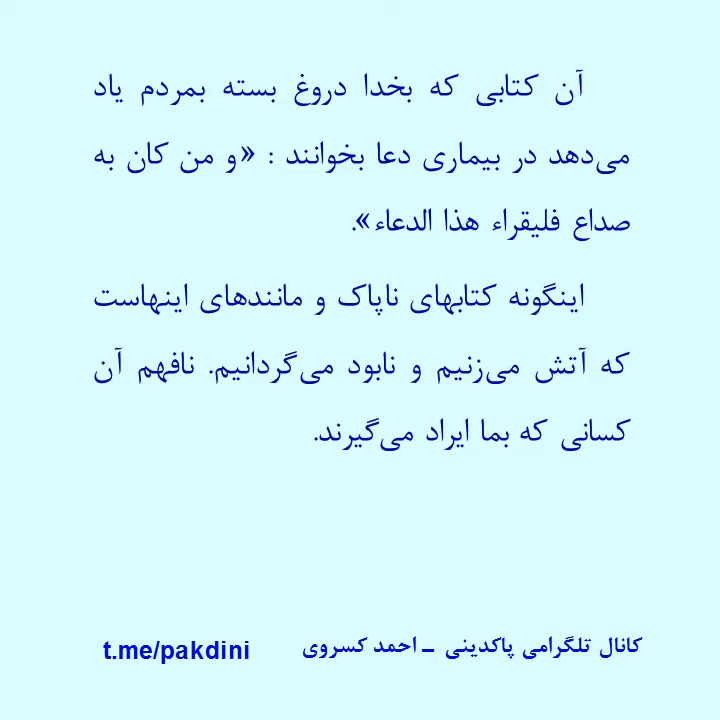 آن کتابی که بخدا دروغ بسته بمردم یاد
می‌دهد در بیماری دعا بخوانند : «و من کان به
صداع فلیقراء هذا الدعاء».
اینگونه کتابهای ناپاک و مانندهای اینهاست
که آتش می‌زنیم و نابود می‌گردانیم. نافهم آن
کسانی که بما ایراد می‌گیرند.
کانال تلگرامی پاکدینی ــ احمد کسروی t.me/pakdini